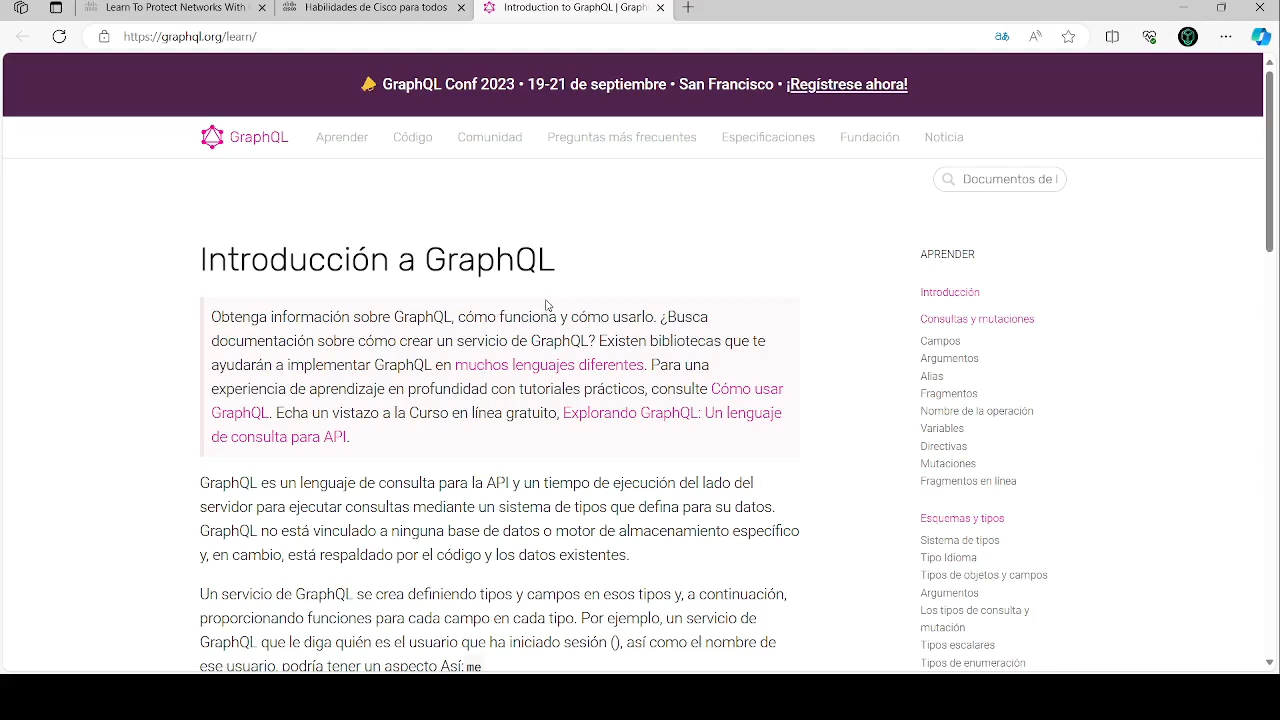 Learn To Protect Networks With
Habilidades de Cisco para todos
Introduction to GraphQL | Graph
https://graphql.org/learn/
GraphQL Conf 2023 • 19-21 de septiembre • San Francisco • ¡Regístrese ahora!
GraphQL
Aprender
Código
Comunidad
Preguntas más frecuentes
Especificaciones
Fundación
Noticia
Documentos de
Introducción a GraphQL
Obtenga información sobre GraphQL, cómo funciona y cómo usarlo. ¿Busca
documentación sobre cómo crear un servicio de GraphQL? Existen bibliotecas que te
ayudarán a implementar GraphQL en muchos lenguajes diferentes. Para una
experiencia de aprendizaje en profundidad con tutoriales prácticos, consulte Cómo usar
GraphQL. Echa un vistazo a la Curso en línea gratuito, Explorando GraphQL: Un lenguaje
de consulta para API.
GraphQL es un lenguaje de consulta para la API y un tiempo de ejecución del lado del
servidor para ejecutar consultas mediante un sistema de tipos que defina para su datos.
GraphQL no está vinculado a ninguna base de datos o motor de almacenamiento específico
y, en cambio, está respaldado por el código y los datos existentes.
Un servicio de GraphQL se crea definiendo tipos y campos en esos tipos y, a continuación,
proporcionando funciones para cada campo en cada tipo. Por ejemplo, un servicio de
GraphQL que le diga quién es el usuario que ha iniciado sesión (), así como el nombre de
ese usuario, podría tener un aspecto Así: me
APRENDER
Introducción
Consultas y mutaciones
Campos
Argumentos
Alias
Fragmentos
Nombre de la operación
Variables
Directivas
Mutaciones
Fragmentos en línea
Esquemas y tipos
Sistema de tipos
Tipo Idioma
Tipos de objetos y campos
Argumentos
Los tipos de consulta y
mutación
Tipos escalares
Tipos de enumeración